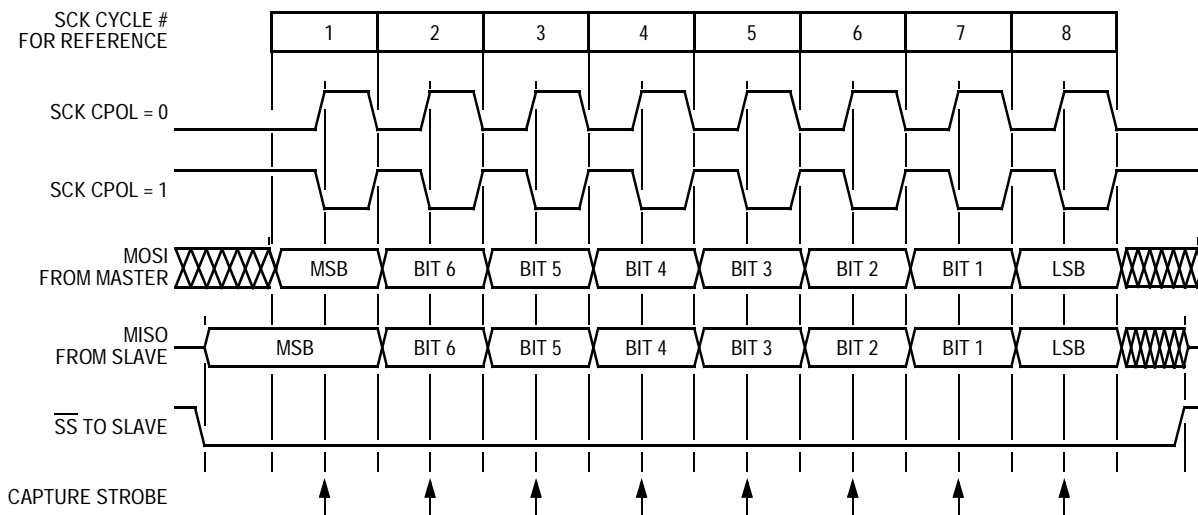 SCK CYCLE #
FOR REFERENCE
1 2 3 4 5 6 7 8
SCK CPOL = 0
SCK CPOL = 1
MOSI
FROM MASTER
MSB BIT 6 BIT 5 BIT 4 BIT 3 BIT 2 BIT 1 LSB
MISO
FROM SLAVE
MSB BIT 6 BIT 5 BIT 4 BIT 3 BIT 2 BIT 1 LSB
SS TO SLAVE
CAPTURE STROBE